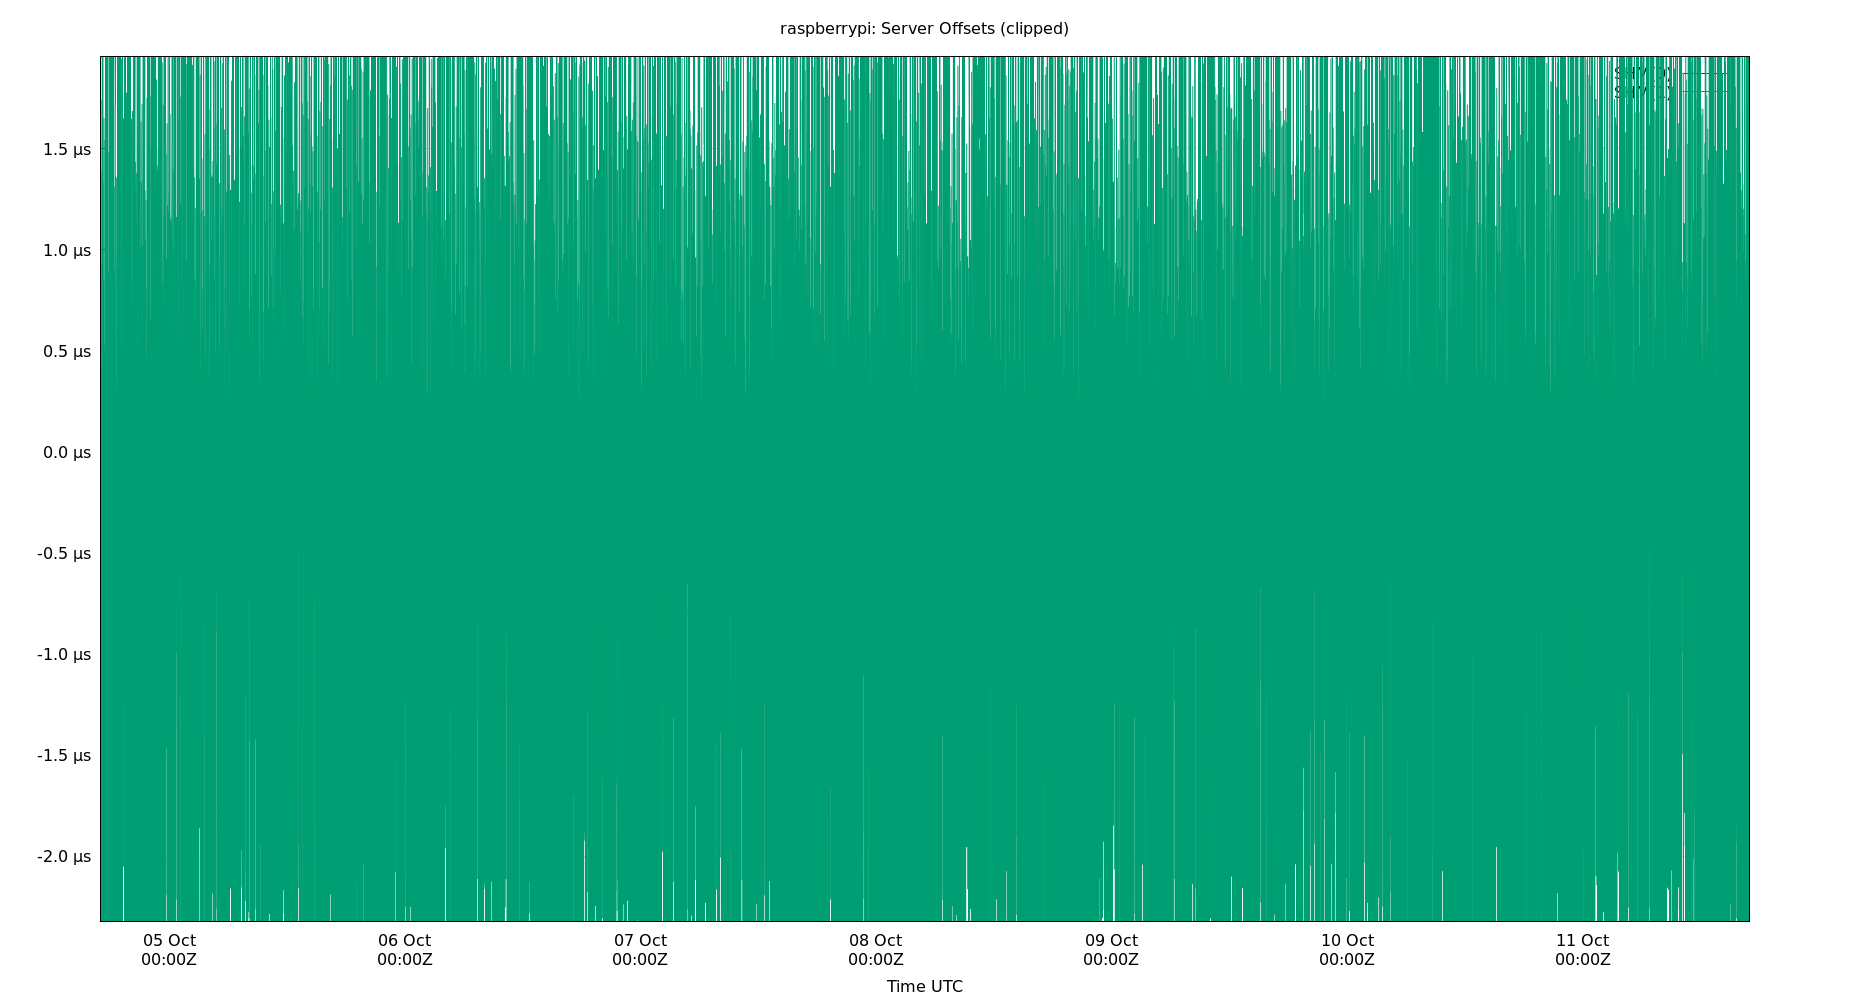 raspberrypi: Server Offsets (clipped)
1.5 µs
1.0 µs
0.5 µs
0.0 µs
-0.5 µs
-1.0 µs
-1.5 µs
-2.0 µs
05 Oct 06 Oct 07 Oct 08 Oct 09 Oct 10 Oct 11 Oct
00:00Z 00:00Z 00:00Z 00:00Z 00:00Z 00:00Z 00:00Z
Time UTC